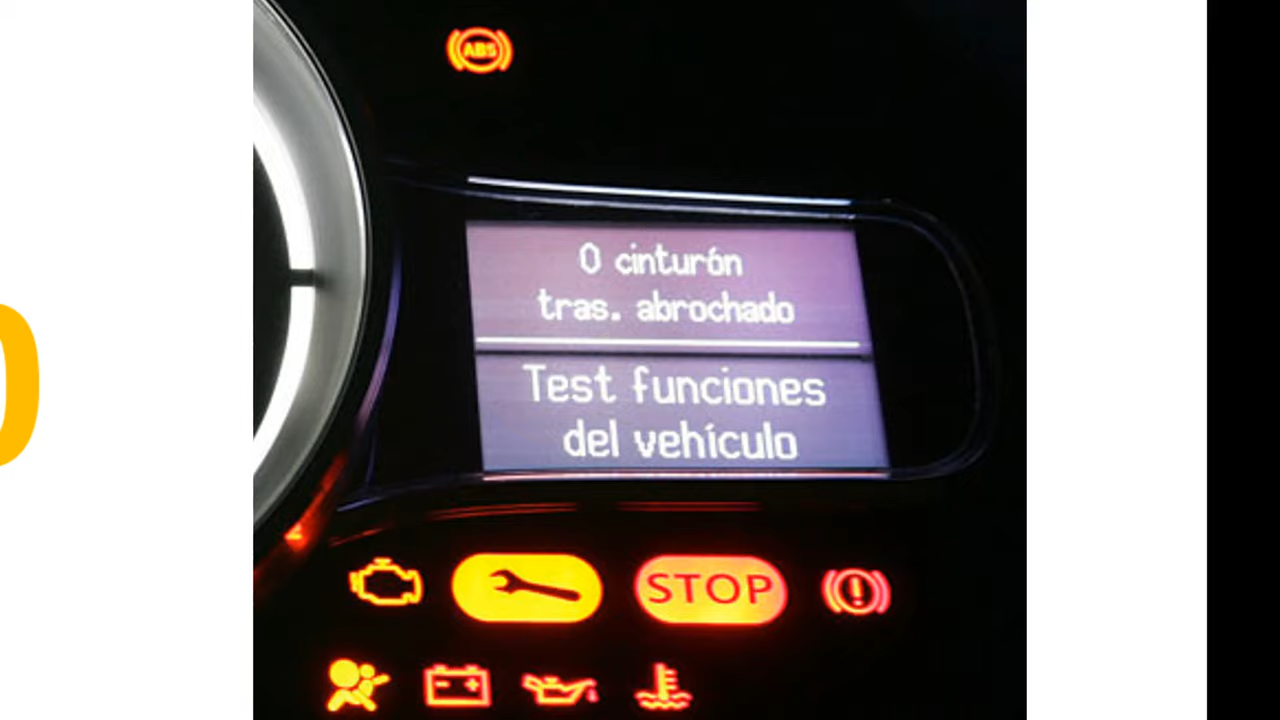 ABS
0 cinturón
tras. abrochado
Test funciones
del vehículo
STOP